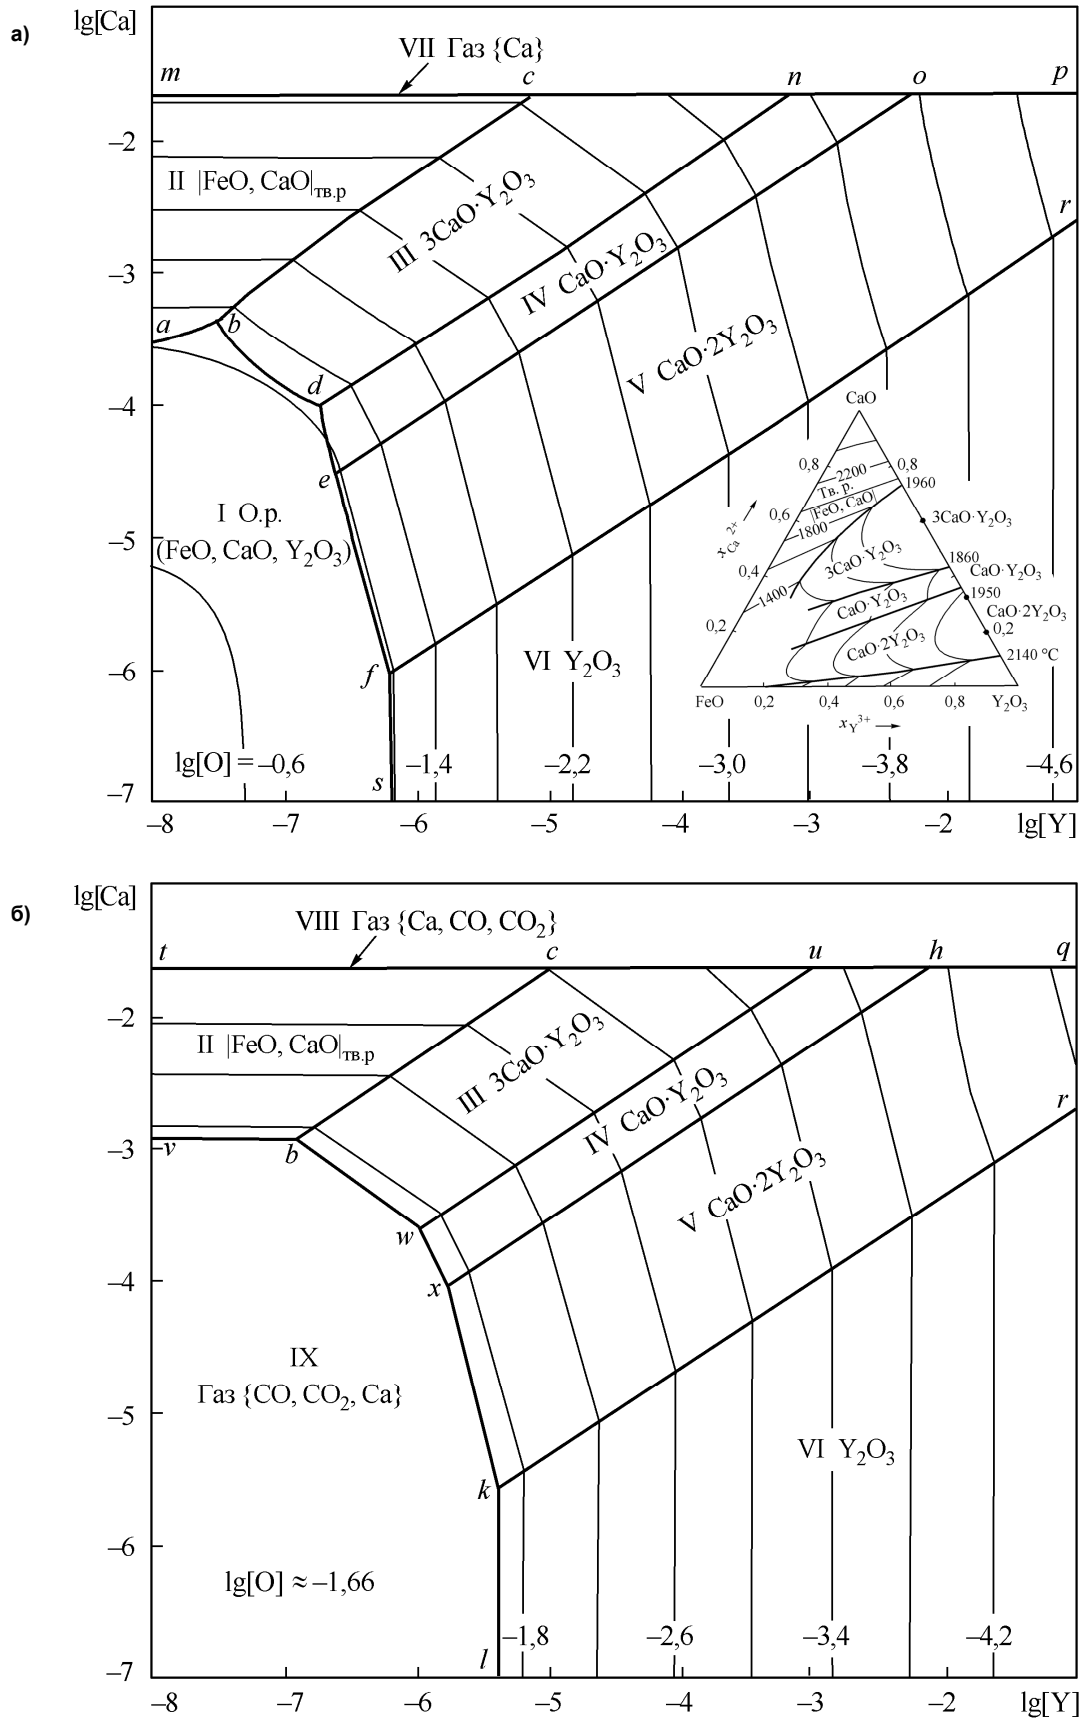 а)
lg[Ca]
VII Газ {Ca}
m
c
n
o
p
–2
II |FeO, CaO|тв.р
III 3CaO·Y2O3
r
–3
IV CaO·Y2O3
a
b
V CaO·2Y2O3
d
–4
e
I О.р.
(FeO, CaO, Y2O3)
–5
f
–6
VI Y2O3
lg[O] = –0,6
s
–1,4
–2,2
–3,0
–3,8
–4,6
–7
–8
–7
–6
–5
–4
–3
–2
lg[Y]
CaO
0,8
2200
0,8
Тв. р.
1960
|FeO, CaO|
0,6
1800
3CaO·Y2O3
xCa2+
3CaO·Y2O3
0,4
1860
CaO·Y2O3
1400
CaO·Y2O3
1950
CaO·2Y2O3
0,2
0,2
CaO·2Y2O3
2140 °C
FeO
0,2
0,4
0,6
0,8
Y2O3
xY3+
б)
lg[Ca]
VIII Газ {Ca, CO, CO2}
t
c
u
h
q
–2
II |FeO, CaO|тв.р
III 3CaO·Y2O3
IV CaO·Y2O3
r
–3
v
b
V CaO·2Y2O3
w
–4
x
IX
Газ {CO, CO2, Ca}
–5
VI Y2O3
k
–6
lg[O] ≈ –1,66
–1,8
–2,6
–3,4
–4,2
l
–7
–8
–7
–6
–5
–4
–3
–2
lg[Y]